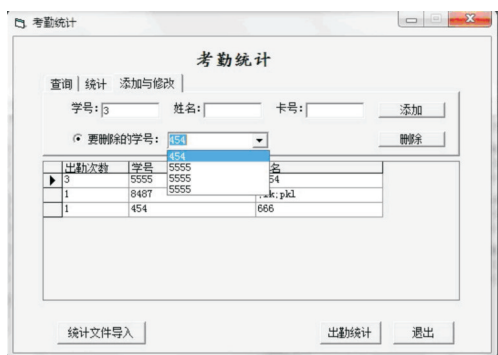 考勤统计
考勤统计
查询 统计 添加与修改
学号: 3 姓名: 卡号: 添加
要删除的学号: 454 删除
454
5555
5555
5555
出勤次数 学号 名
3 5555 54
1 8487 ;lk;pkl
1 454 666
统计文件导入 出勤统计 退出